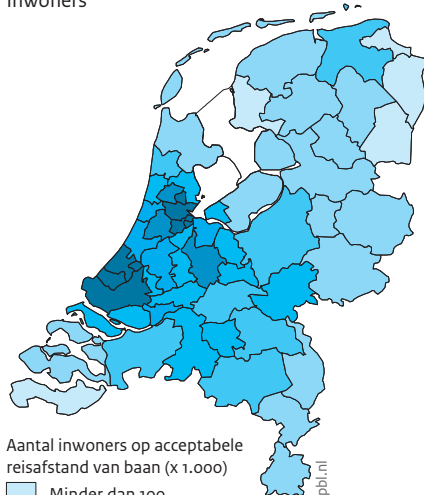 Inwoners
Aantal inwoners op acceptabele
reisafstand van baan (x 1.000)
Minder dan 100
pbl.nl